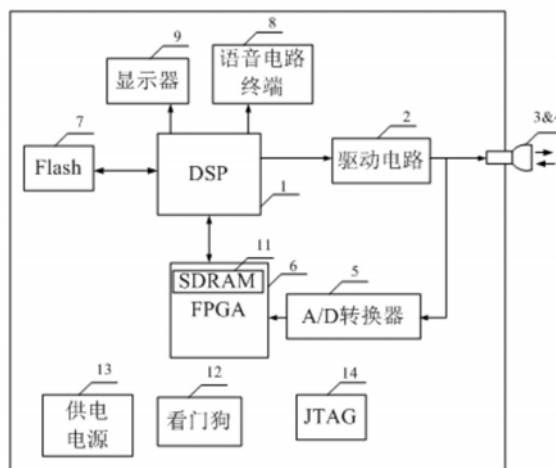 9
显示器
8
语音电路
终端
7
Flash
DSP
1
2
驱动电路
3&4
11
SDRAM
6
FPGA
5
A/D转换器
13
供电
电源
12
看门狗
14
JTAG